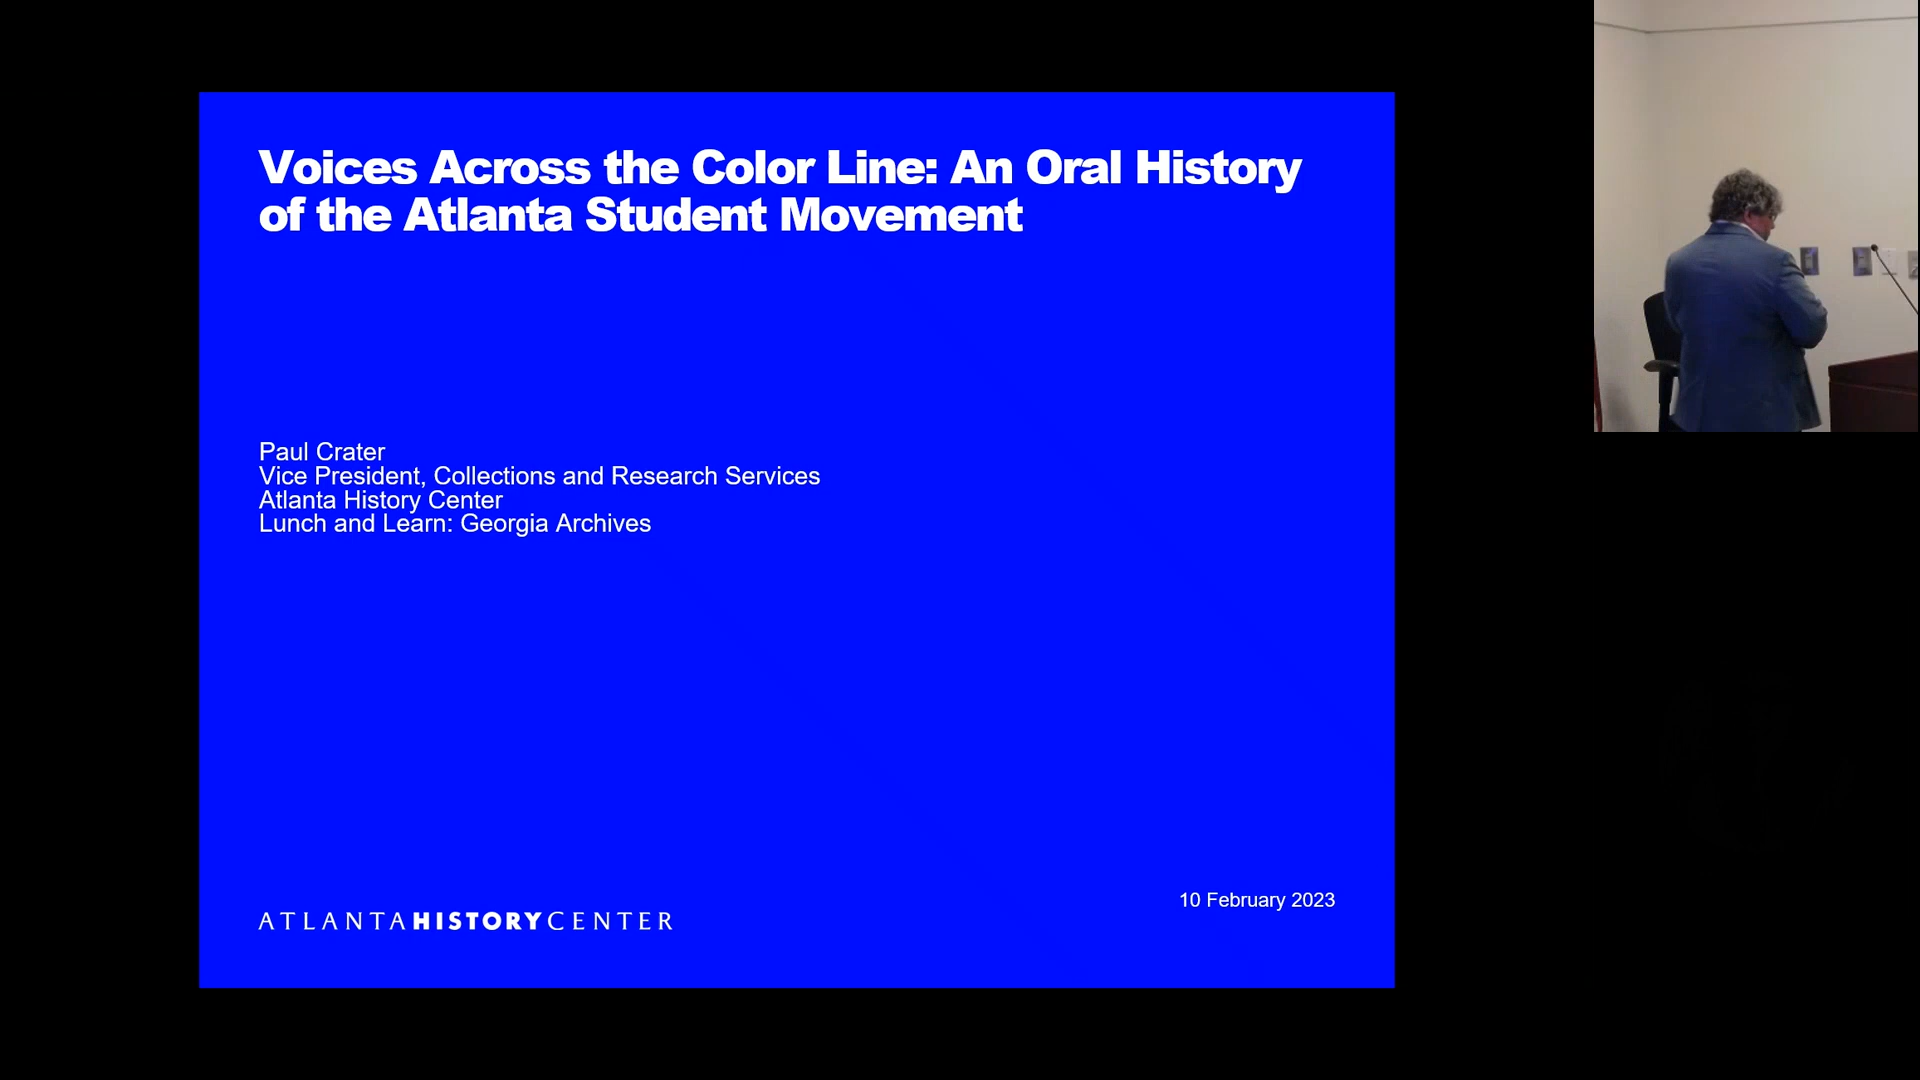 Voices Across the Color Line: An Oral History
of the Atlanta Student Movement
Paul Crater
Vice President, Collections and Research Services
Atlanta History Center
Lunch and Learn: Georgia Archives
10 February 2023
ATLANTAHISTORYCENTER